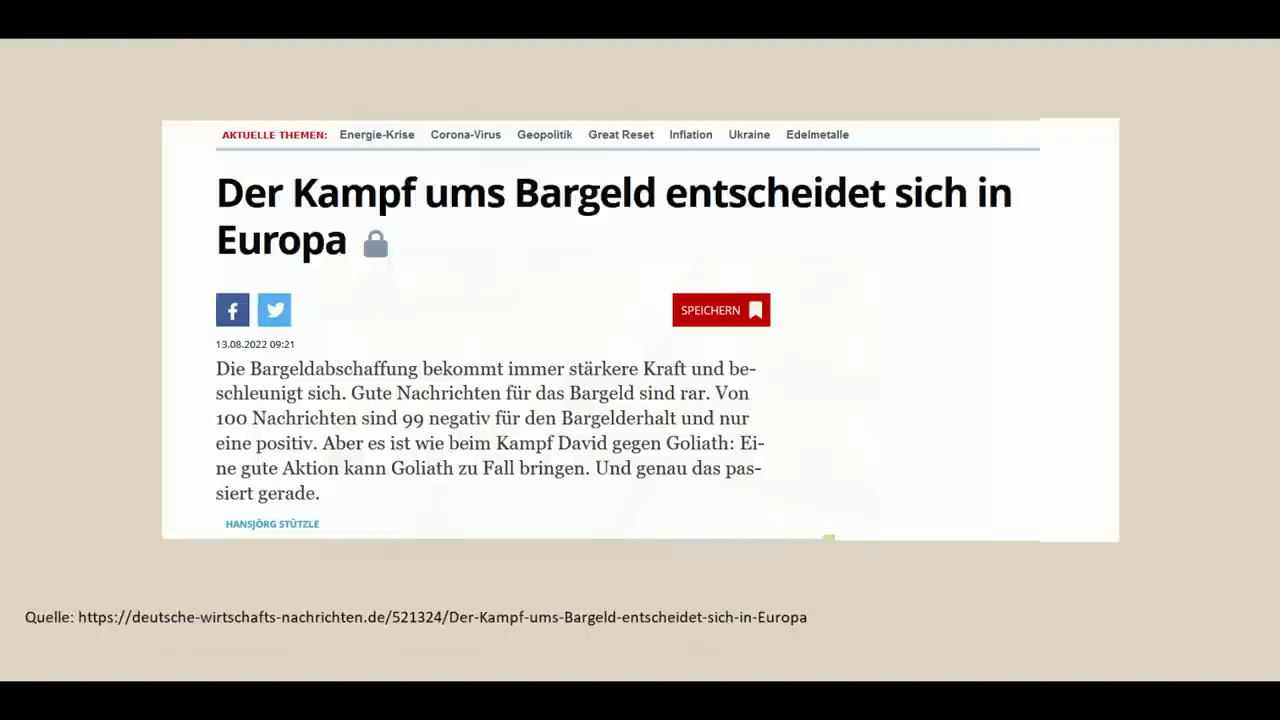 AKTUELLE THEMEN: Energie-Krise Corona-Virus Geopolitik Great Reset Inflation Ukraine Edelmetalle
Der Kampf ums Bargeld entscheidet sich in
Europa
SPEICHERN
13.08.2022 09:21
Die Bargeldabschaffung bekommt immer stärkere Kraft und be-
schleunigt sich. Gute Nachrichten für das Bargeld sind rar. Von
100 Nachrichten sind 99 negativ für den Bargelderhalt und nur
eine positiv. Aber es ist wie beim Kampf David gegen Goliath: Ei-
ne gute Aktion kann Goliath zu Fall bringen. Und genau das pas-
siert gerade.
HANSJÖRG STÜTZLE
Quelle: https://deutsche-wirtschafts-nachrichten.de/521324/Der-Kampf-ums-Bargeld-entscheidet-sich-in-Europa